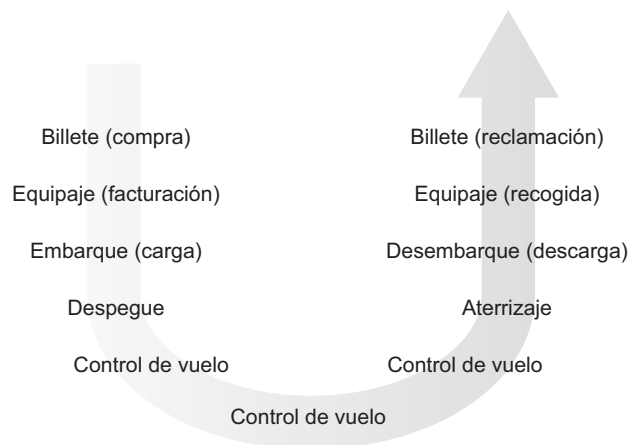 Billete (compra)
Equipaje (facturación)
Embarque (carga)
Despegue
Control de vuelo
Control de vuelo
Billete (reclamación)
Equipaje (recogida)
Desembarque (descarga)
Aterrizaje
Control de vuelo